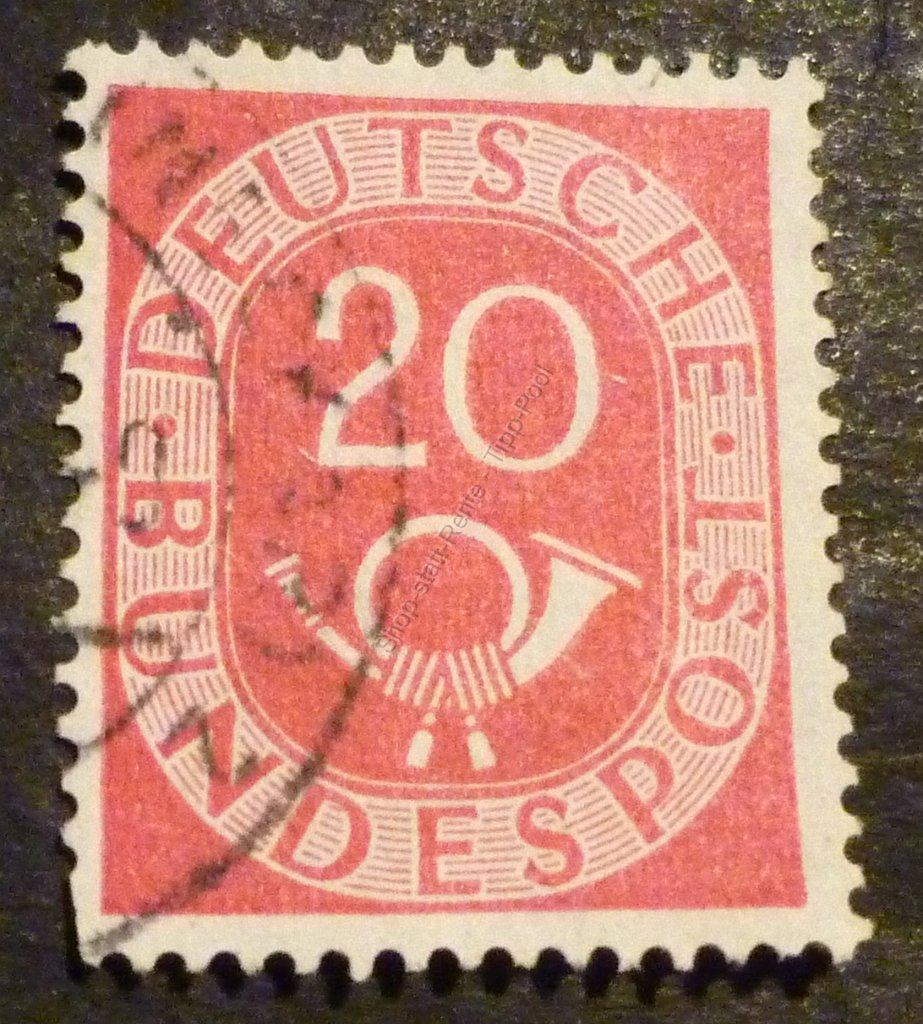 DEUTSCHE • BUNDESPOST •
20
Shop-statt-Rente - Tipp-Pool